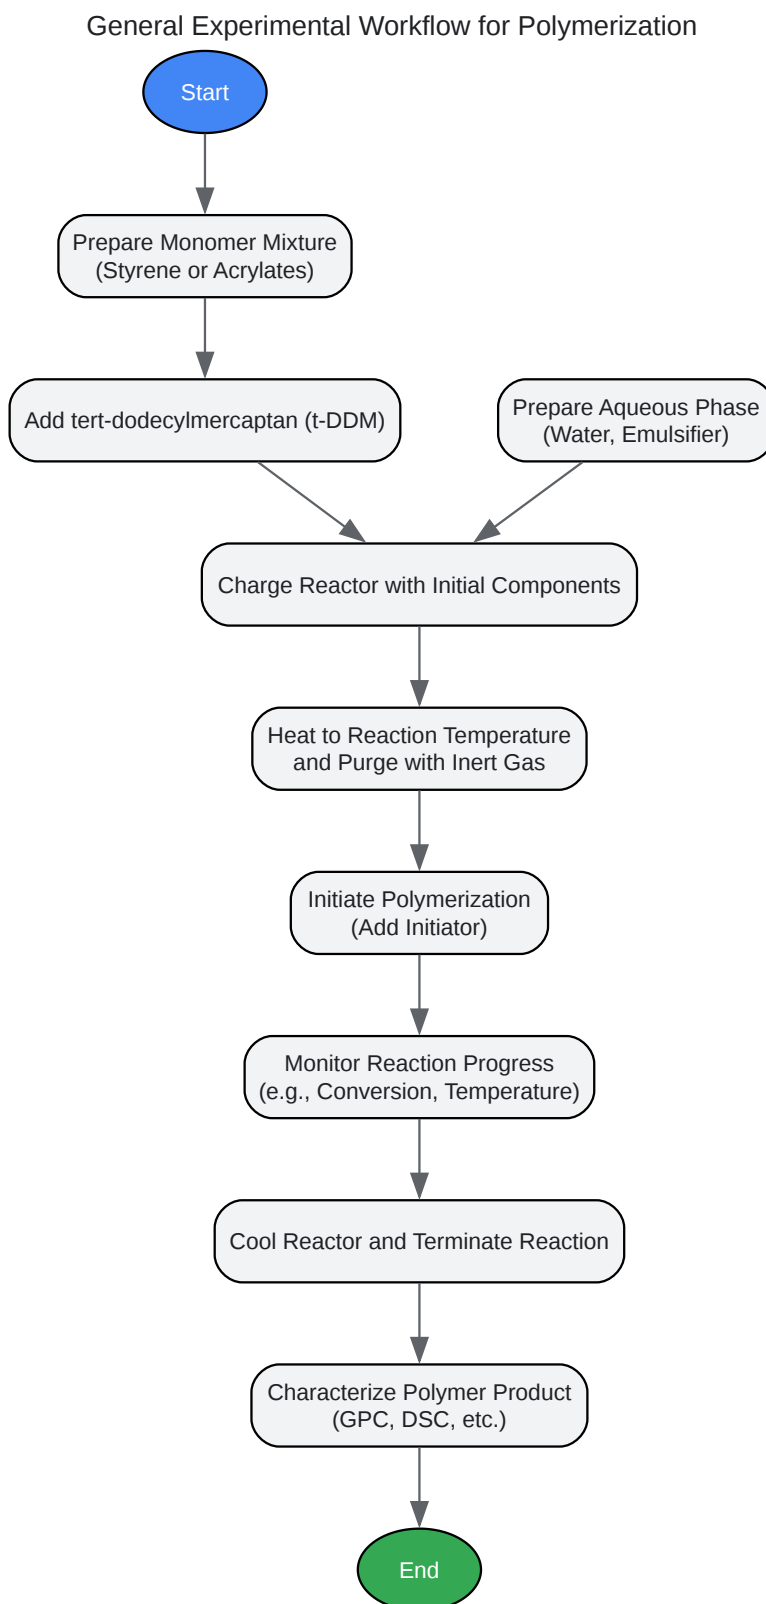 General Experimental Workflow for Polymerization
Start
Prepare Monomer Mixture
(Styrene or Acrylates)
Add tert-dodecylmercaptan (t-DDM)
Prepare Aqueous Phase
(Water, Emulsifier)
Charge Reactor with Initial Components
Heat to Reaction Temperature
and Purge with Inert Gas
Initiate Polymerization
(Add Initiator)
Monitor Reaction Progress
(e.g., Conversion, Temperature)
Cool Reactor and Terminate Reaction
Characterize Polymer Product
(GPC, DSC, etc.)
End